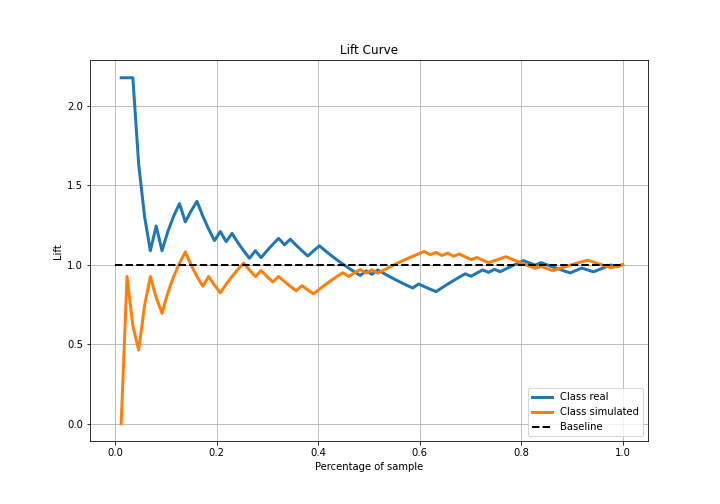 Lift Curve
Lift
2.0
1.5
1.0
0.5
0.0
0.0 0.2 0.4 0.6 0.8 1.0
Percentage of sample
Class real
Class simulated
Baseline